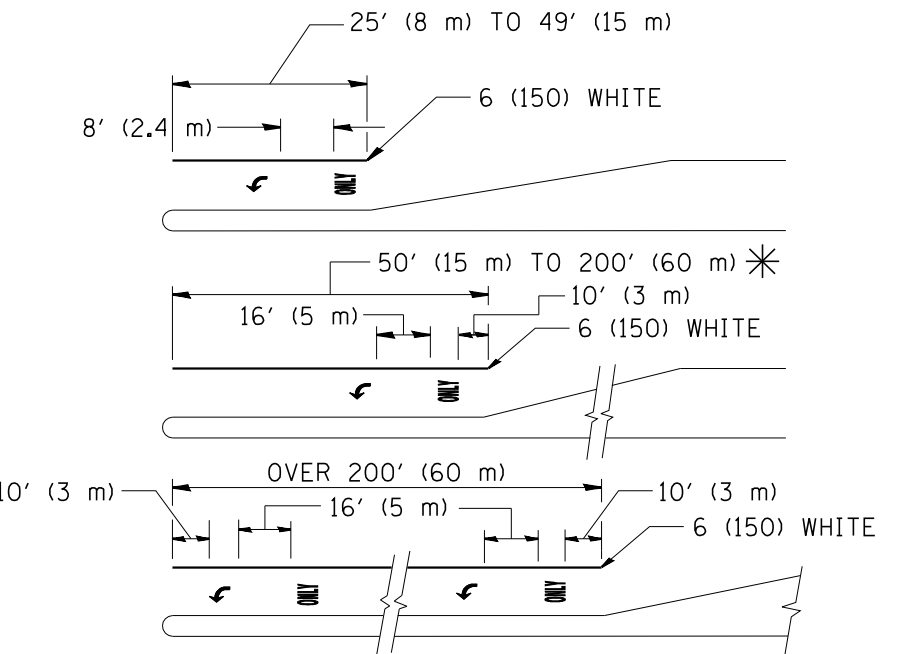 25' (8 m) TO 49' (15 m)
6 (150) WHITE
8' (2.4 m)
ONLY
50' (15 m) TO 200' (60 m) *
10' (3 m)
16' (5 m)
6 (150) WHITE
ONLY
OVER 200' (60 m)
10' (3 m)
16' (5 m)
10' (3 m)
6 (150) WHITE
ONLY
ONLY